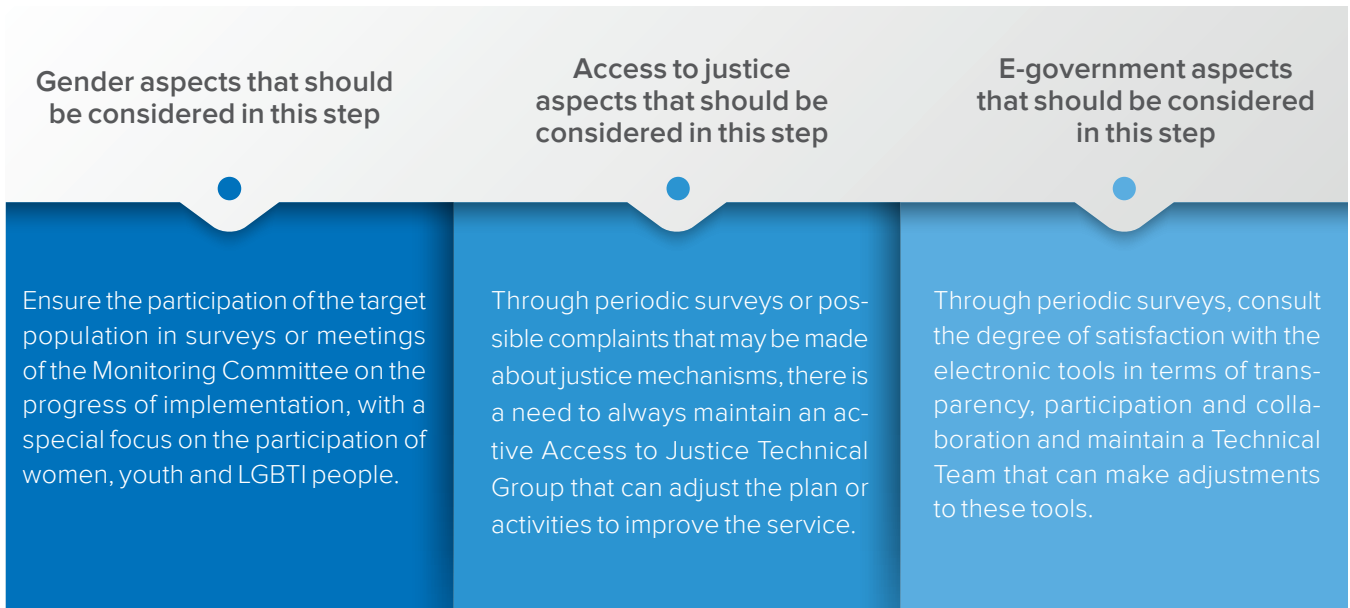 Gender aspects that should
be considered in this step
Access to justice
aspects that should be
considered in this step
E-government aspects
that should be considered
in this step
Ensure the participation of the target
population in surveys or meetings
of the Monitoring Committee on the
progress of implementation, with a
special focus on the participation of
women, youth and LGBTI people.
Through periodic surveys or pos-
sible complaints that may be made
about justice mechanisms, there is
a need to always maintain an ac-
tive Access to Justice Technical
Group that can adjust the plan or
activities to improve the service.
Through periodic surveys, consult
the degree of satisfaction with the
electronic tools in terms of trans-
parency, participation and colla-
boration and maintain a Technical
Team that can make adjustments
to these tools.